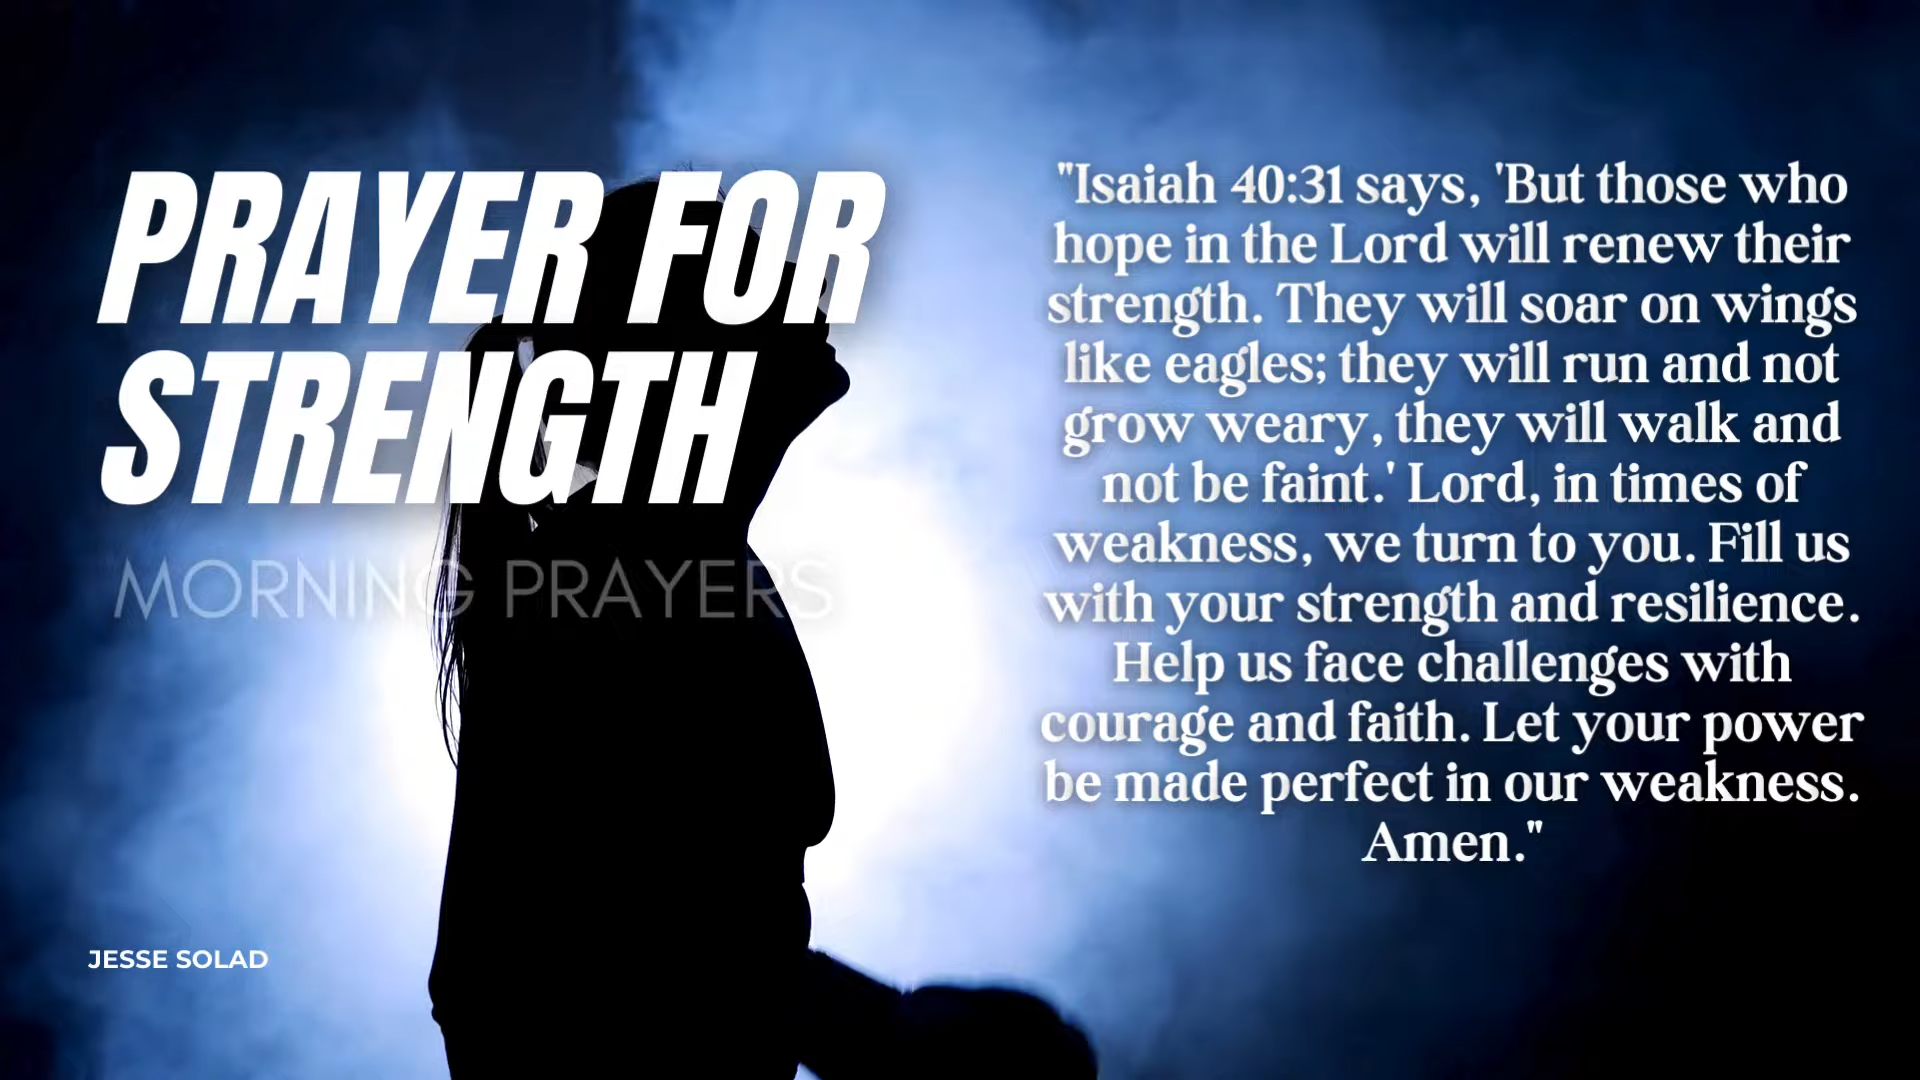 PRAYER FOR
STRENGTH
MORNING PRAYERS
JESSE SOLAD
"Isaiah 40:31 says, 'But those who
hope in the Lord will renew their
strength. They will soar on wings
like eagles; they will run and not
grow weary, they will walk and
not be faint.' Lord, in times of
weakness, we turn to you. Fill us
with your strength and resilience.
Help us face challenges with
courage and faith. Let your power
be made perfect in our weakness.
Amen."